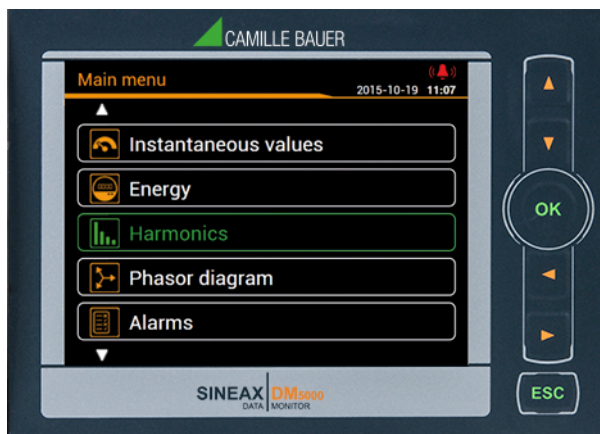 CAMILLE BAUER
Main menu
2015-10-19 11:07
Instantaneous values
Energy
Harmonics
Phasor diagram
Alarms
OK
SINEAX DM5000
DATA MONITOR
ESC